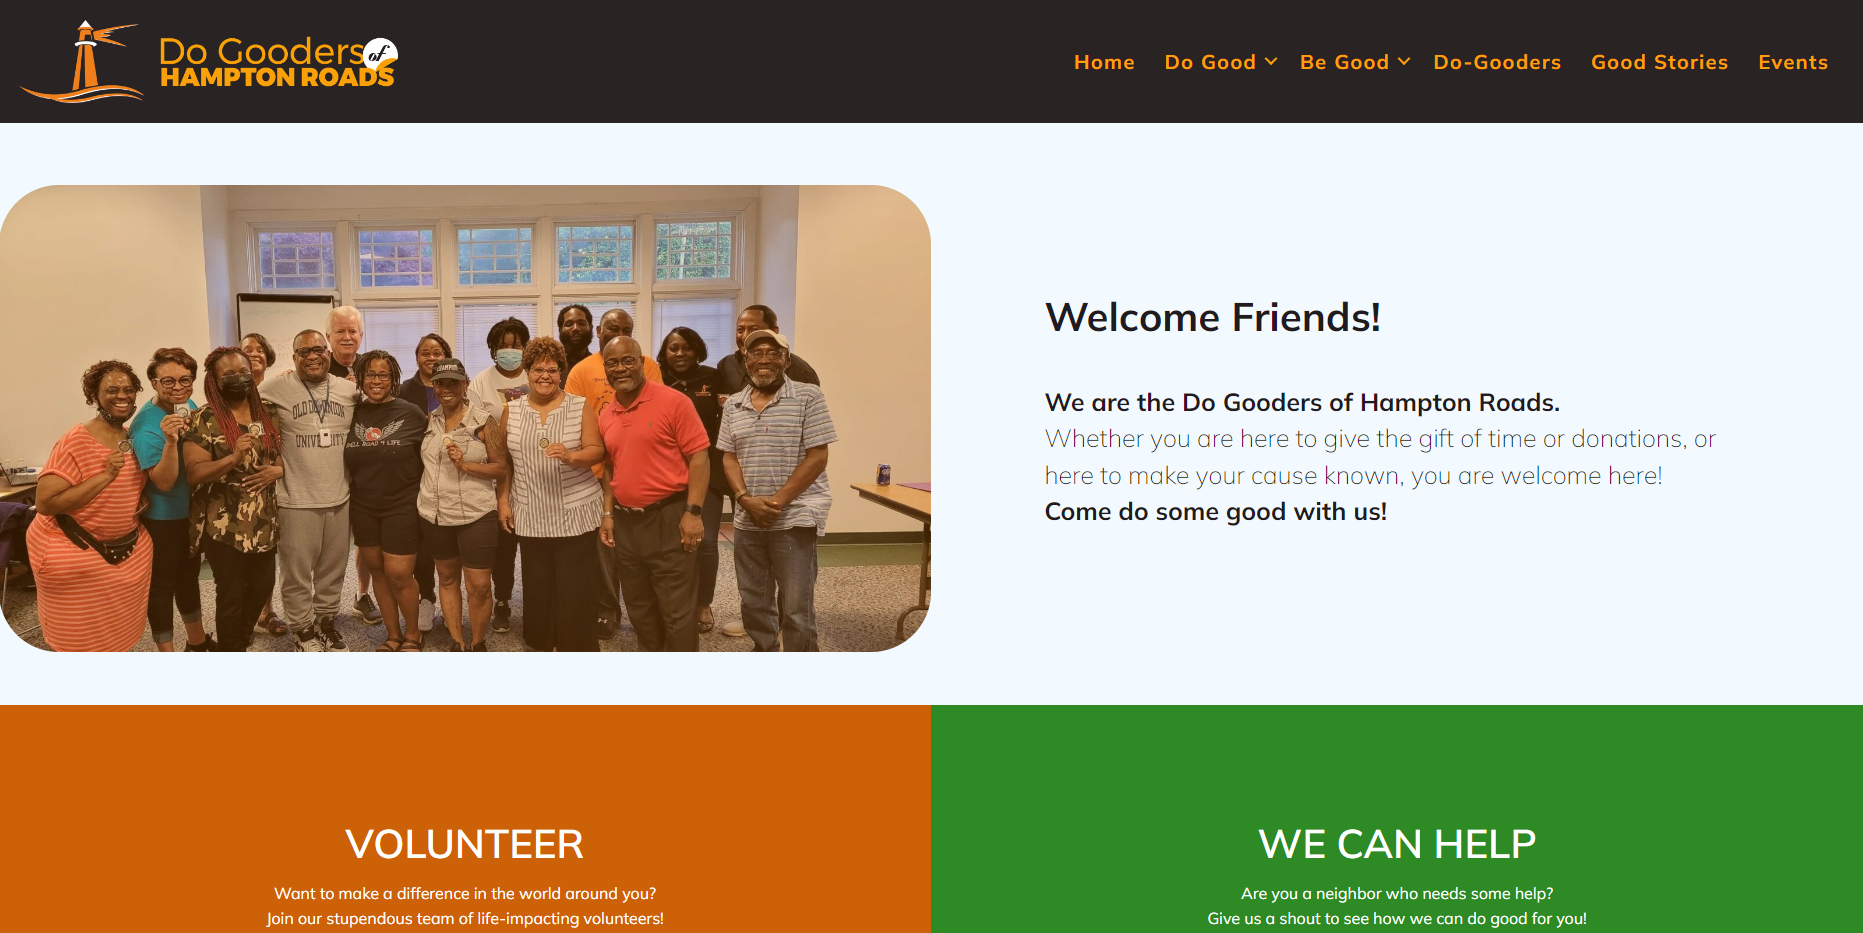 Do Gooders of
HAMPTON ROADS
Home Do Good Be Good Do-Gooders Good Stories Events
OLD DOMINION
UNIVERSITY
Welcome Friends!
We are the Do Gooders of Hampton Roads.
Whether you are here to give the gift of time or donations, or
here to make your cause known, you are welcome here!
Come do some good with us!
VOLUNTEER
Want to make a difference in the world around you?
Join our stupendous team of life-impacting volunteers!
WE CAN HELP
Are you a neighbor who needs some help?
Give us a shout to see how we can do good for you!